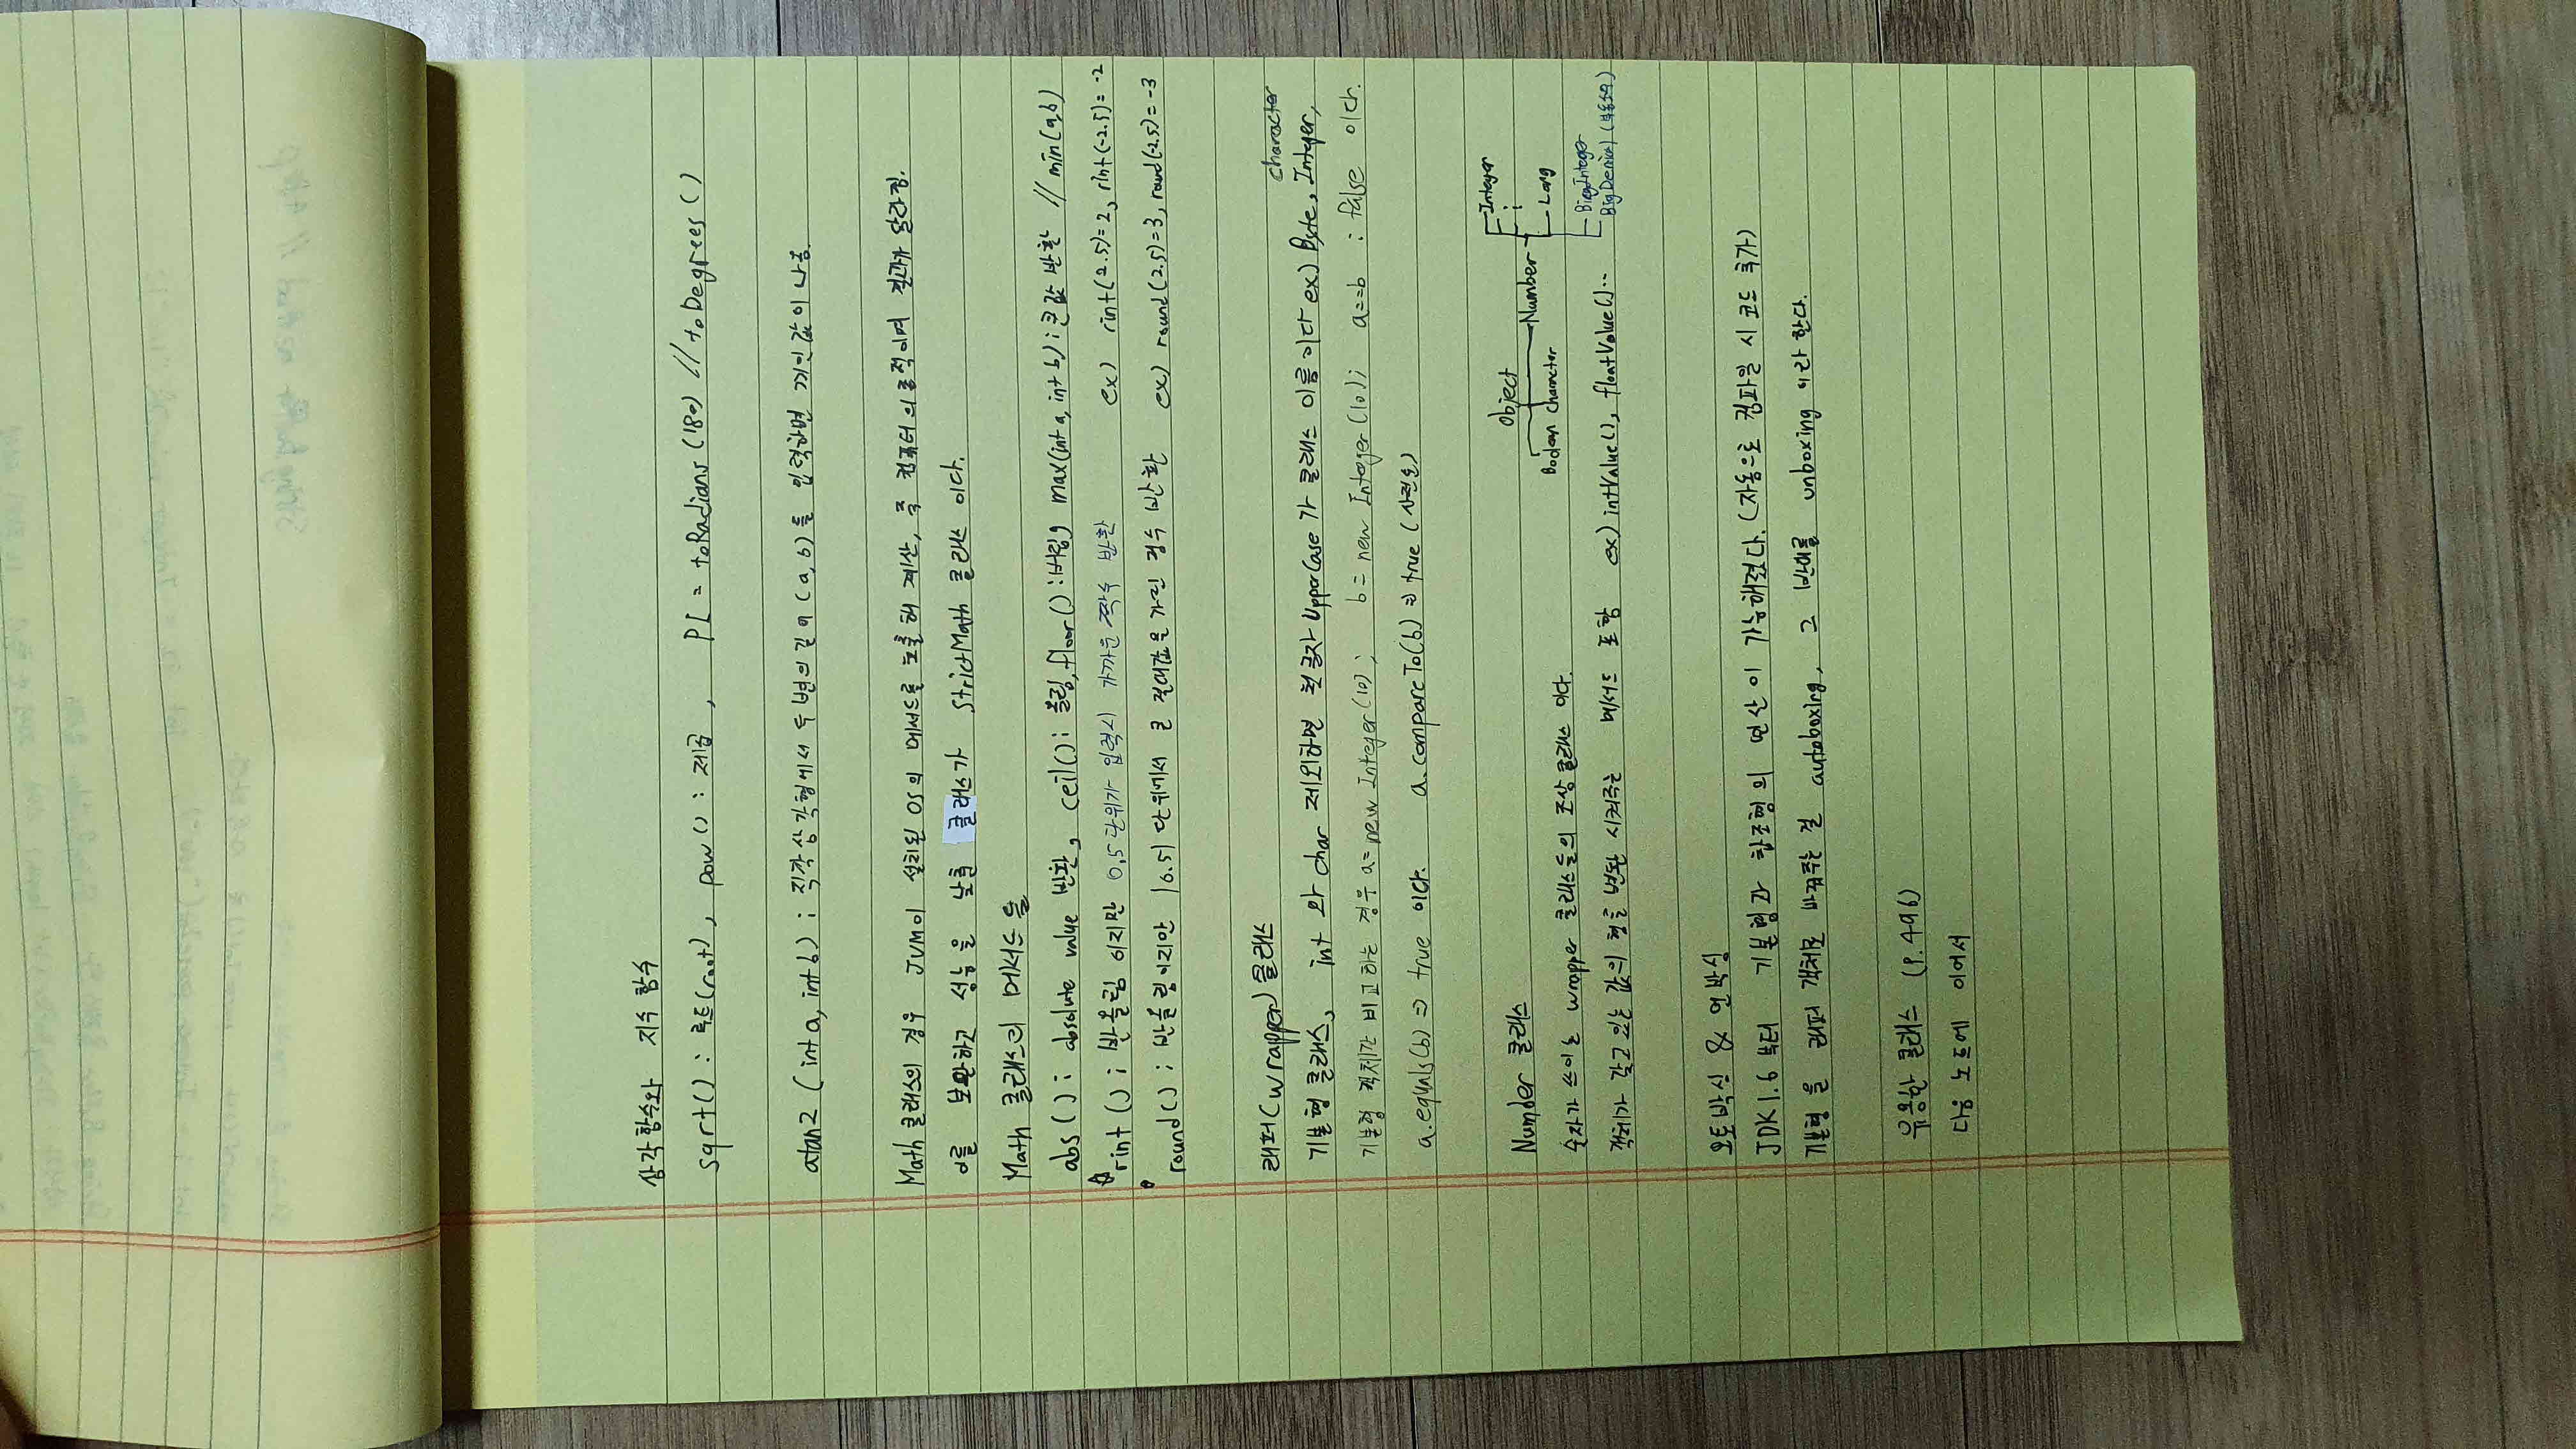 삼각함수와 지수 함수
sqrt() : 루트(root), pow() : 제곱, PI = toRadians(180) // toDegrees()
atan2 (int a, int b) ; 직각 삼각형에서 두 변의 길이 (a, b)를 입력하면 끼인 값이 나옴.
Math 클래스의 경우 JVM이 설치된 OS의 메서드를 호출해 계산, 즉 컴퓨터 의존적이며 결과가 달라짐.
이를 보완하고 성능을 낮춘 클래스가 StrictMath 클래스 이다.
Math 클래스의 메서드 들
abs() ; absolute value 반환, ceil() ; 올림, floor() : 버림, max(int a, int b) ; 큰값 반환 // min(a,b)
☆ rint() ; 반올림 이지만 0.5단위가 입력시 가까운 짝수 반환 ex) rint(2.5)=2, rint(-2.5)= -2
round() ; 반올림이지만 |0.5| 단위에서 큰 절대값을 가진 정수 반환 ex) round(2.5)=3, round(-2.5)= -3
래퍼(wrapper) 클래스
character
기본형 클래스, int 와 char 제외하면 첫글자 UpperCase 가 클래스 이름이다 ex) Byte, Integer,
기본형 객체간 비교하는 경우 a= new Integer(10); b= new Integer(10); a==b : false 이다.
a.equals(b) => true 이다. a.compareTo(b) => true (사전순)
Number 클래스
Object
Boolean Character Number
Integer
⋮
Long
BigInteger
숫자가 쓰이는 wrapper 클래스들의 조상클래스 이다.
객체가 갖고 있는 값의 형을 변환 시켜주는 메서드 포함 ex) intValue(), floatValue()..
오토박싱 & 언박싱
JDK1.6 부터 기본형과 참조형의 연산이 가능해졌다. (자동으로 컴파일 시 코드 추가)
기본형 을 래퍼 객체로 바꿔주는 걸 autoboxing, 그 반대를 unboxing 이라 한다.
유용한 클래스 (P.496)
다음 노트에 이어서